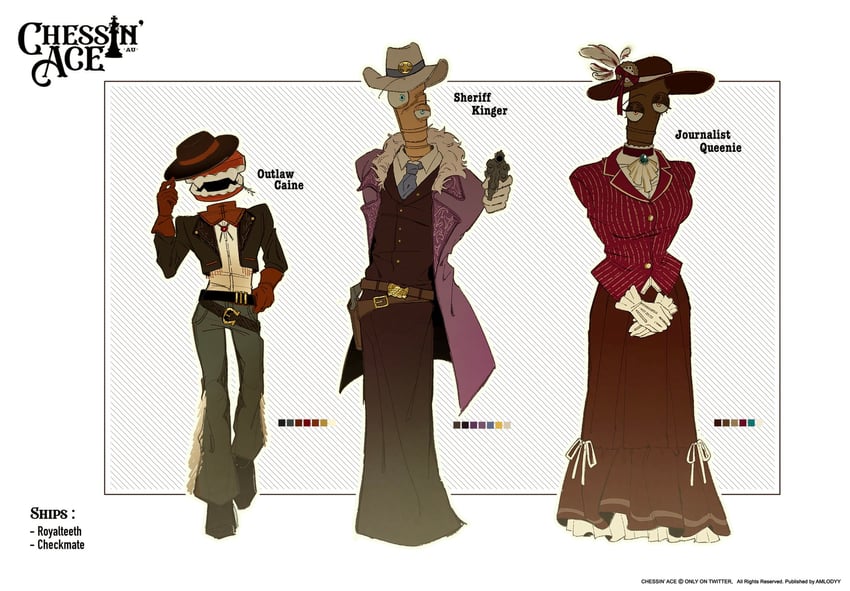 CHESSIN'
ACE
·AU·
Sheriff
Kinger
Journalist
Queenie
Outlaw
Caine
SHIPS :
- Royalteeth
- Checkmate
CHESSIN' ACE © ONLY ON TWITTER, All Rights Reserved. Published by AMLODYY